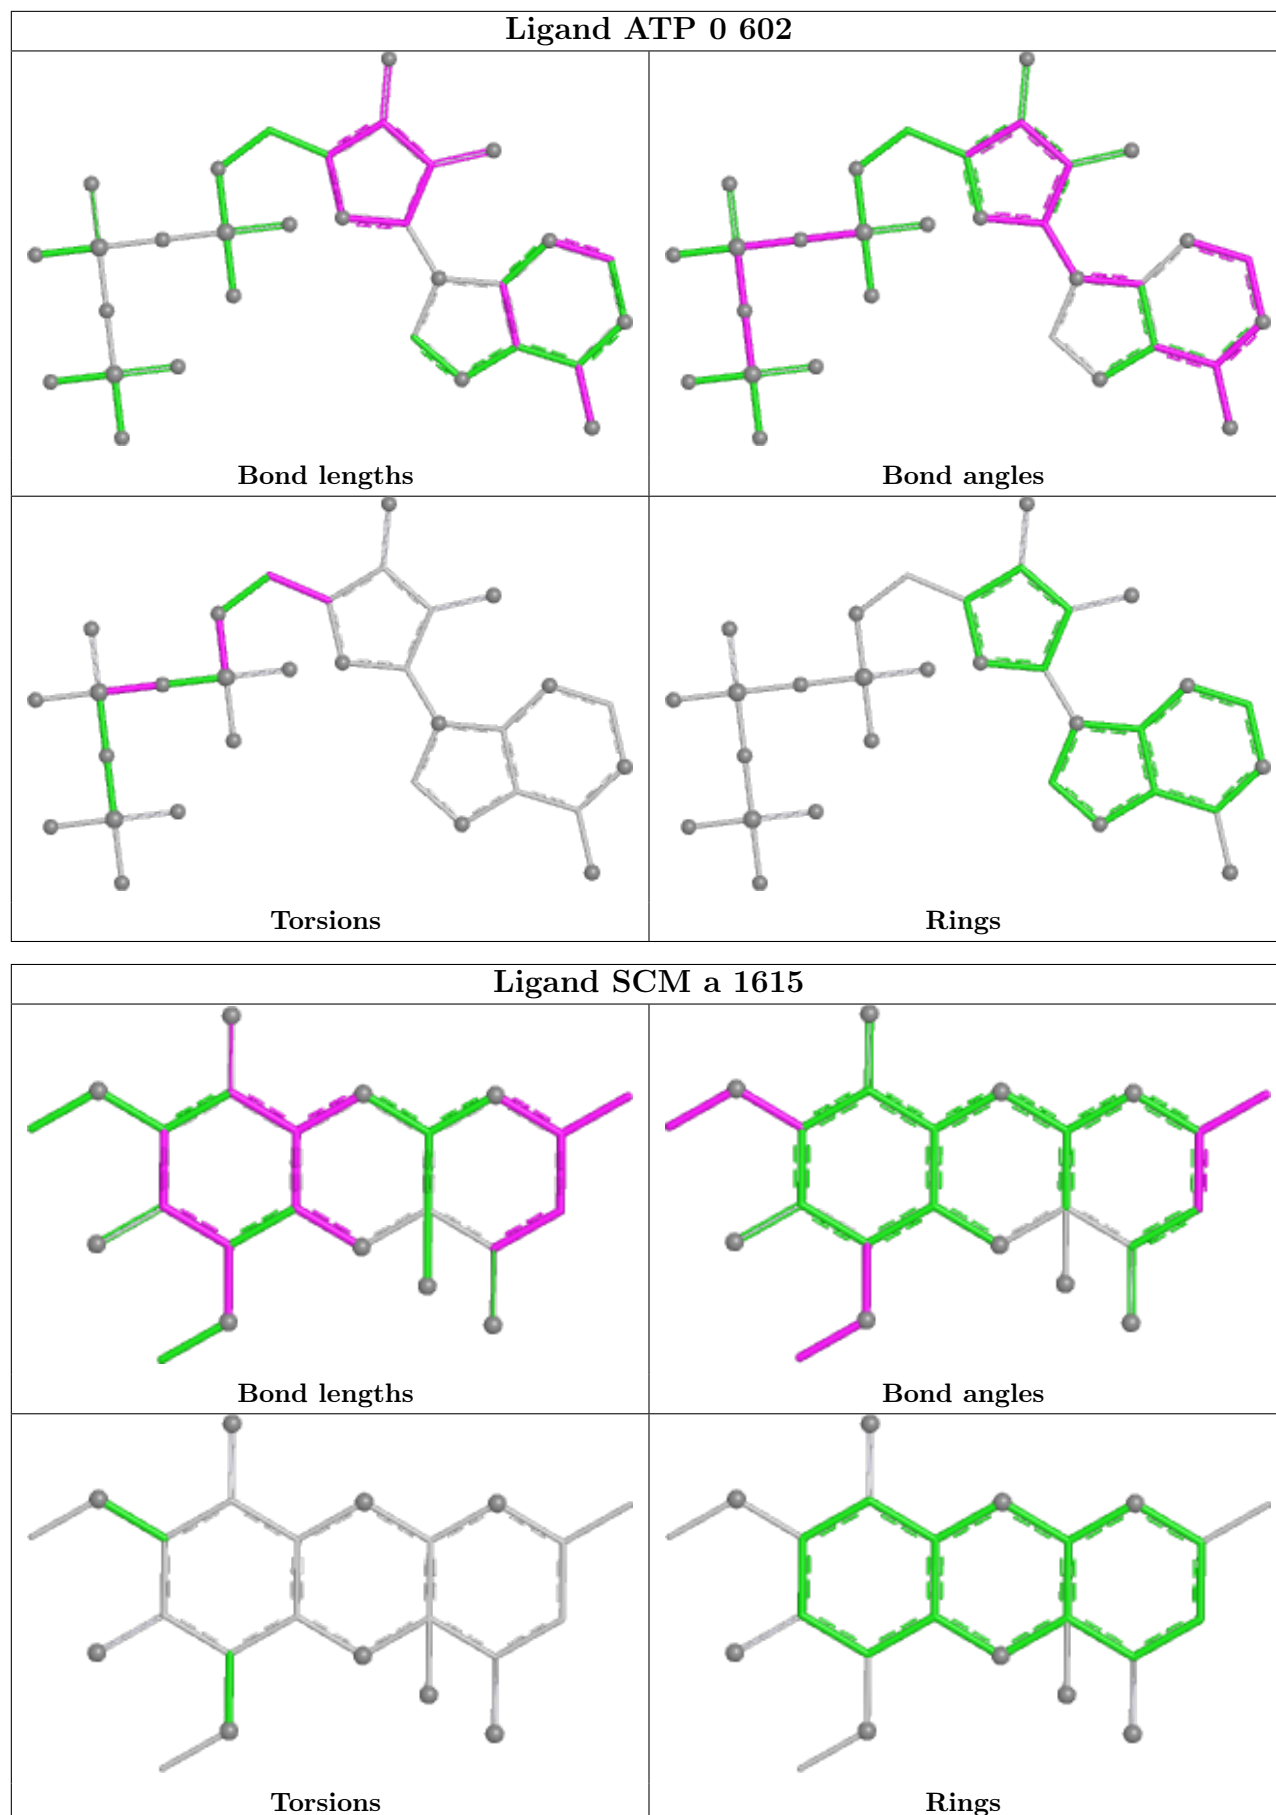 Ligand ATP 0 602
Bond lengths
Bond angles
Torsions
Rings
Ligand SCM a 1615
Bond lengths
Bond angles
Torsions
Rings